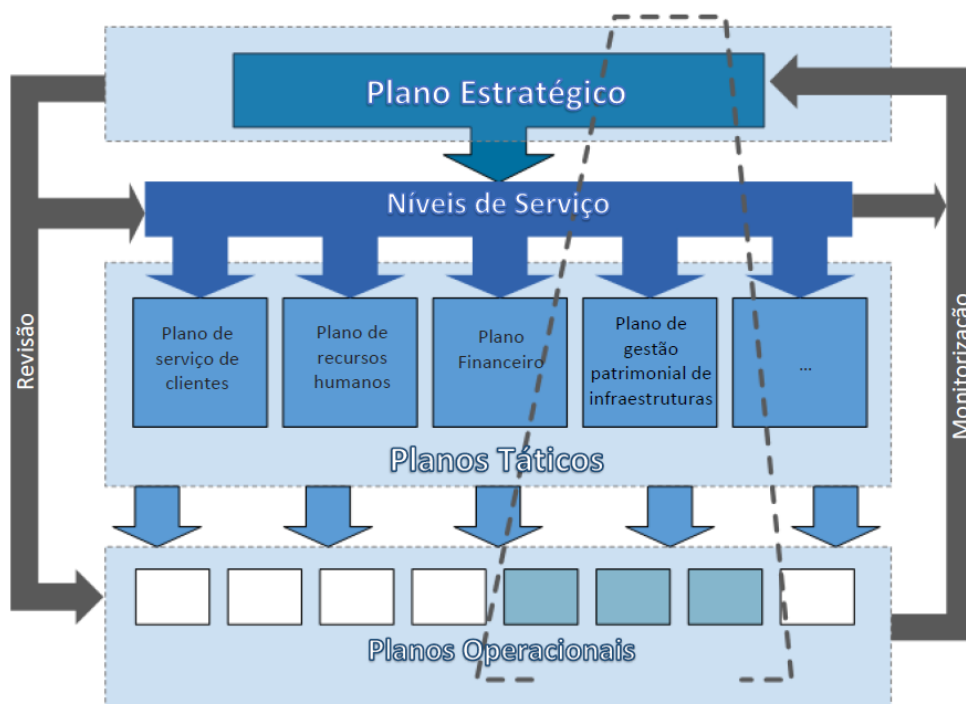 Plano Estratégico
Níveis de Serviço
Plano de
serviço de
clientes
Plano de
recursos
humanos
Plano
Financeiro
Plano de
gestão
patrimonial de
infraestruturas
...
Planos Táticos
Planos Operacionais
Revisão
Monitorização